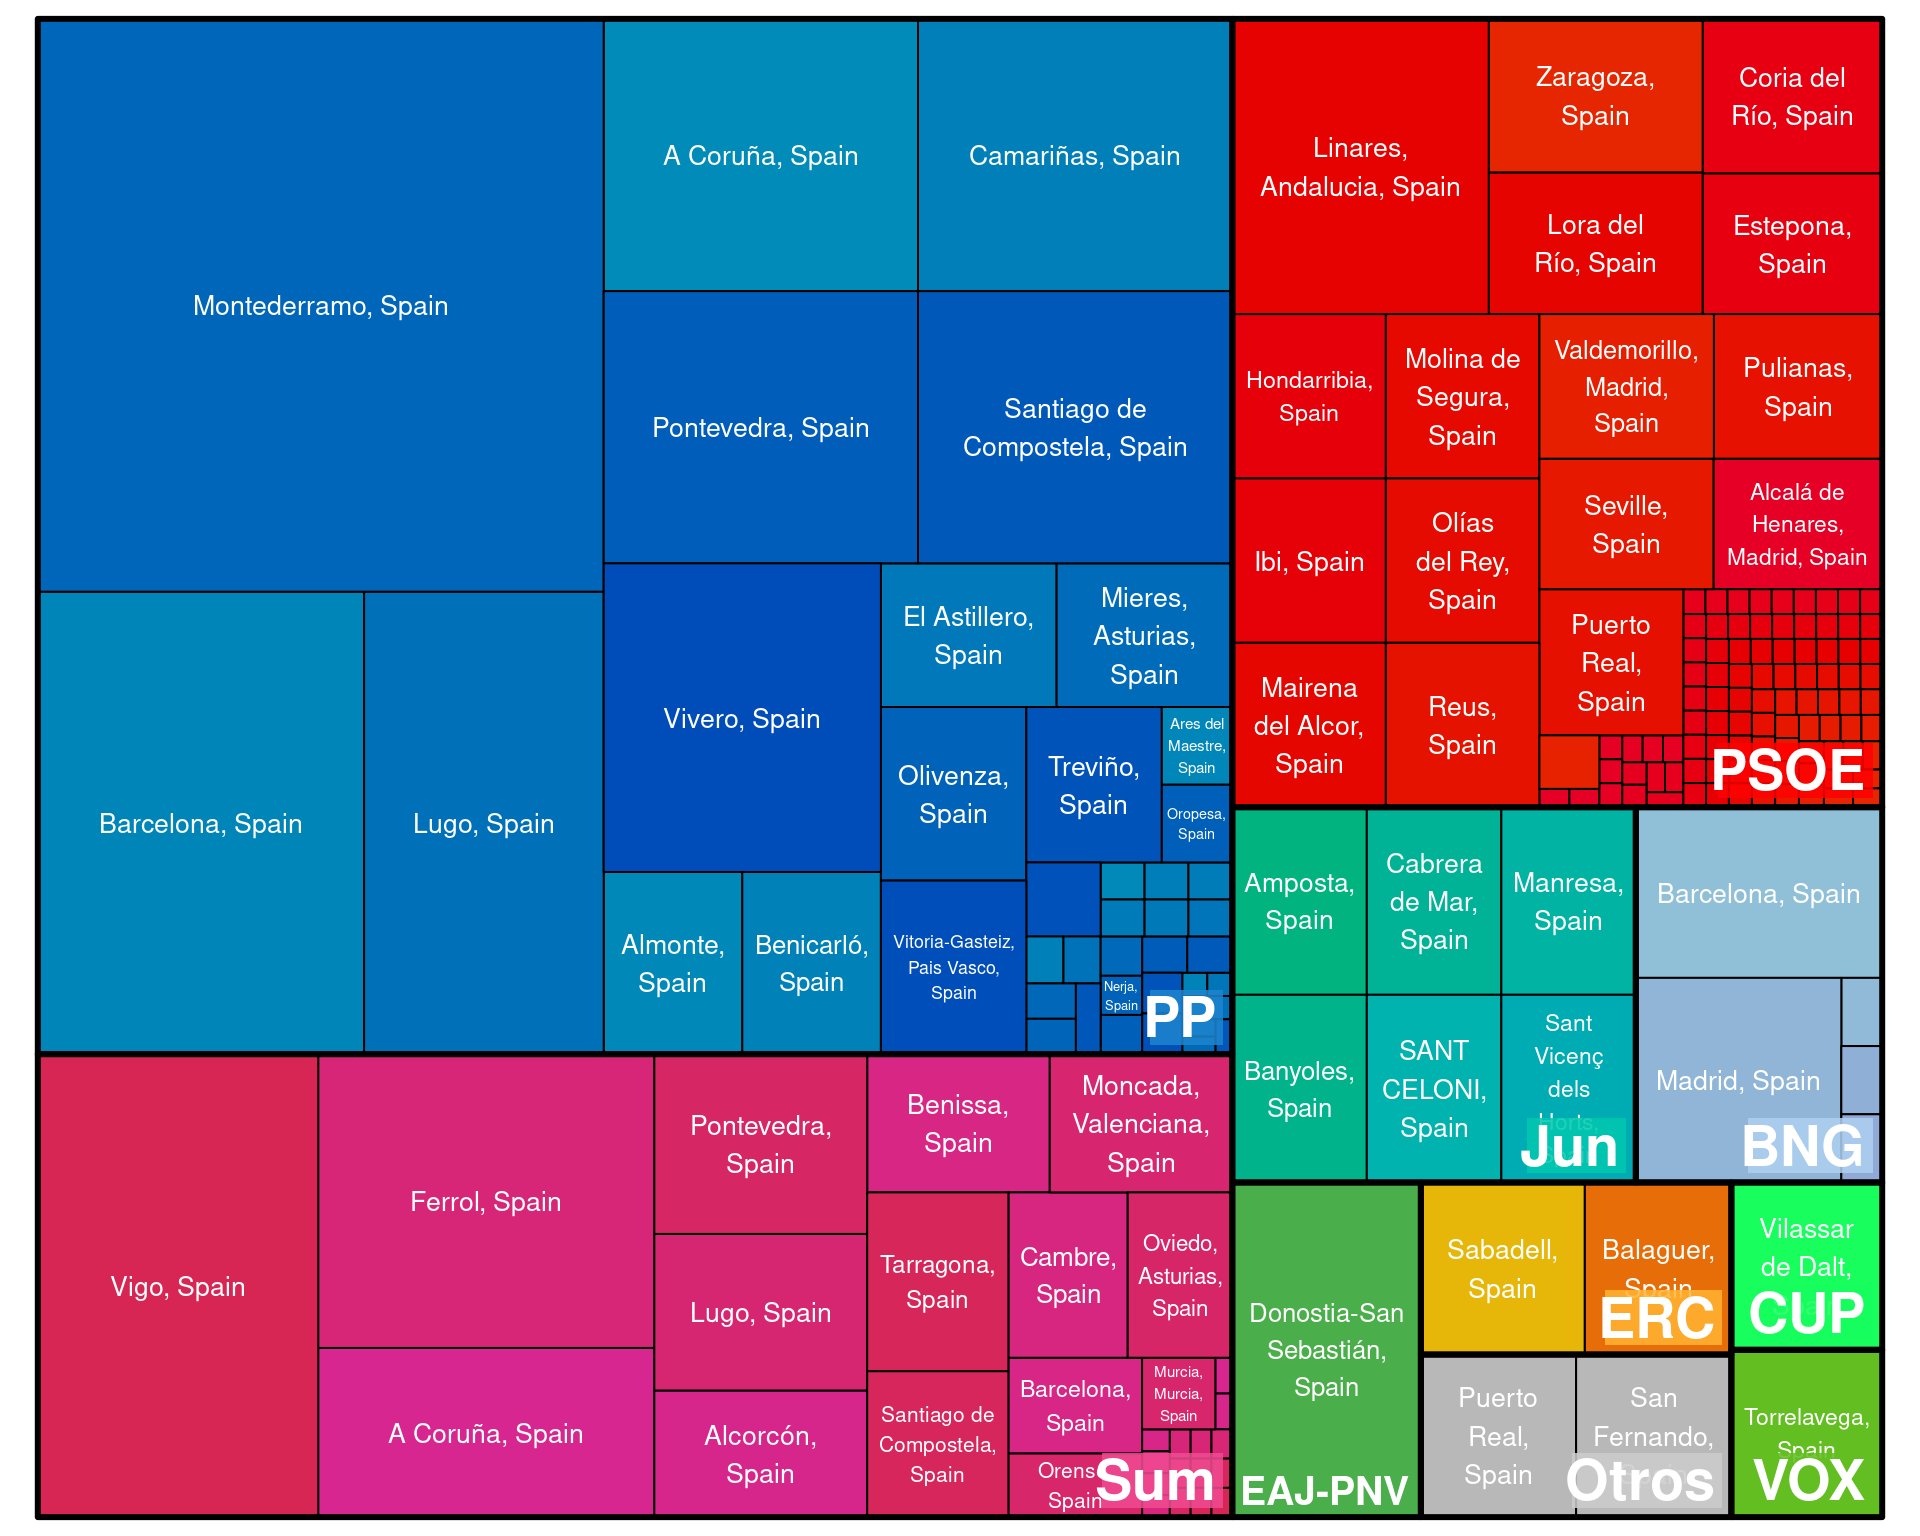 Montederramo, Spain
A Coruña, Spain
Camariñas, Spain
Pontevedra, Spain
Santiago de
Compostela, Spain
Barcelona, Spain
Lugo, Spain
Vivero, Spain
El Astillero,
Spain
Mieres,
Asturias,
Spain
Olivenza,
Spain
Treviño,
Spain
Ares del
Maestre,
Spain
Oropesa,
Spain
Almonte,
Spain
Benicarló,
Spain
Vitoria-Gasteiz,
Pais Vasco,
Spain
Nerja,
Spain
PP
Linares,
Andalucia, Spain
Zaragoza,
Spain
Coria del
Río, Spain
Lora del
Río, Spain
Estepona,
Spain
Hondarribia,
Spain
Molina de
Segura,
Spain
Valdemorillo,
Madrid,
Spain
Pulianas,
Spain
Ibi, Spain
Olías
del Rey,
Spain
Seville,
Spain
Alcalá de
Henares,
Madrid, Spain
Mairena
del Alcor,
Spain
Reus,
Spain
Puerto
Real,
Spain
PSOE
Vigo, Spain
Ferrol, Spain
A Coruña, Spain
Pontevedra,
Spain
Lugo, Spain
Alcorcón,
Spain
Benissa,
Spain
Moncada,
Valenciana,
Spain
Tarragona,
Spain
Cambre,
Spain
Oviedo,
Asturias,
Spain
Santiago de
Compostela,
Spain
Barcelona,
Spain
Murcia,
Murcia,
Spain
Orense,
Spain
Sum
Amposta,
Spain
Cabrera
de Mar,
Spain
Manresa,
Spain
Banyoles,
Spain
SANT
CELONI,
Spain
Sant
Vicenç
dels
Horts,
Jun
Barcelona, Spain
Madrid, Spain
BNG
Donostia-San
Sebastián,
Spain
EAJ-PNV
Sabadell,
Spain
Balaguer,
Spain
ERC
Vilassar
de Dalt,
CUP
Puerto
Real,
Spain
San
Fernando,
Otros
Torrelavega,
Spain
VOX